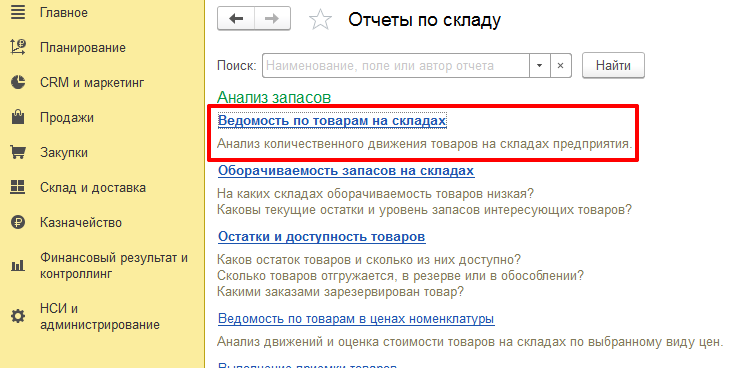 Главное
Планирование
CRM и маркетинг
Продажи
Закупки
Склад и доставка
Казначейство
Финансовый результат и
контроллинг
НСИ и
администрирование
Отчеты по складу
Поиск:
Наименование, поле или автор отчета
Найти
Анализ запасов
Ведомость по товарам на складах
Анализ количественного движения товаров на складах предприятия.
Оборачиваемость запасов на складах
На каких складах оборачиваемость товаров низкая?
Каковы текущие остатки и уровень запасов интересующих товаров?
Остатки и доступность товаров
Каков остаток товаров и сколько из них доступно?
Сколько товаров отгружается, в резерве или в обособлении?
Какими заказами зарезервирован товар?
Ведомость по товарам в ценах номенклатуры
Анализ движений и оценка стоимости товаров на складах по выбранному виду цен.
Выполнение приемки товаров